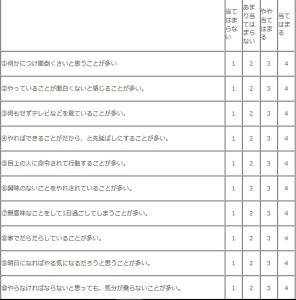 当てはまらない
あまり当てはまらない
やや当てはまる
当てはまる
①何かにつけ面倒くさいと思うことが多い 1 2 3 4
②やっていることが面白くないと感じることが多い。 1 2 3 4
③何もせずテレビなどを見ていることが多い。 1 2 3 4
④やればできることだから、と先延ばしにすることが多い。 1 2 3 4
⑤目上の人に命令されて行動することが多い。 1 2 3 4
⑥興味のないことをやれされていることが多い。 1 2 3 4
⑦無意味なことをして1日過ごしてしまうことが多い。 1 2 3 4
⑧家でだらだらしていることが多い。 1 2 3 4
⑨明日になればやる気になるだろうと思うことが多い。 1 2 3 4
⑩やらなければならないと思っても、気分が乗らないことが多い。 1 2 3 4